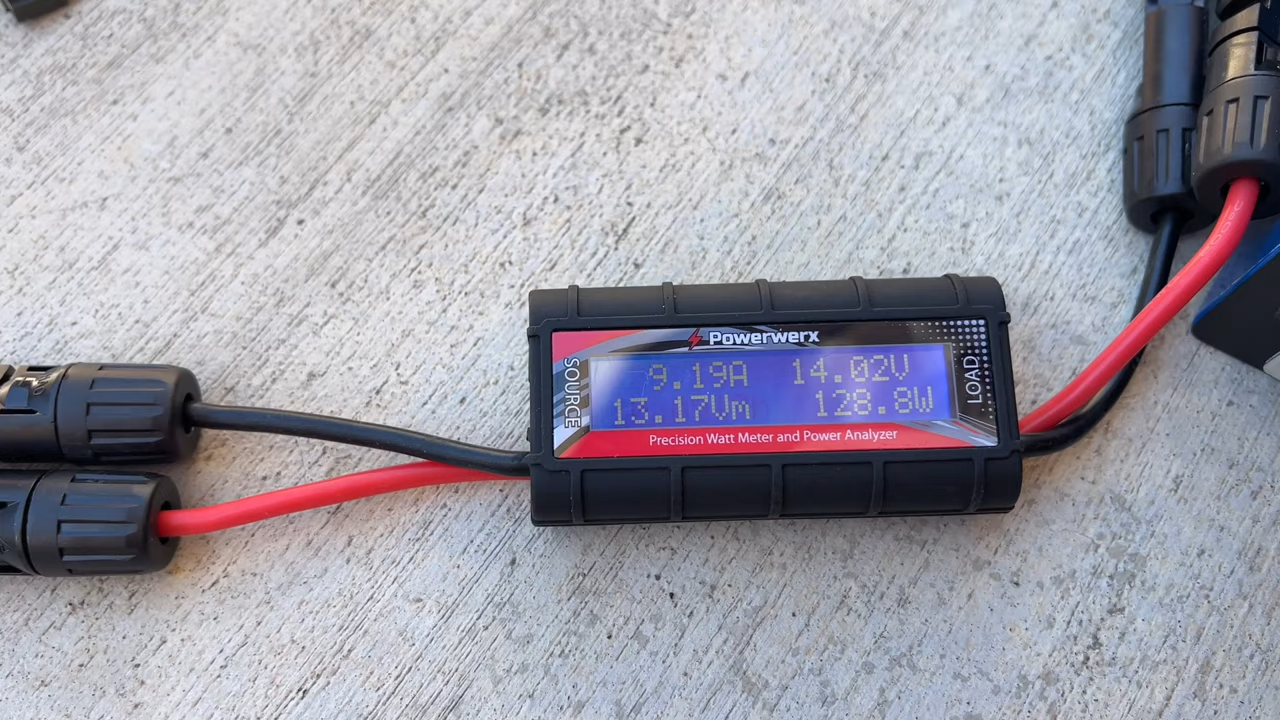 Powerwerx
SOURCE
9.19A 14.02V
13.17Vm 128.8W
LOAD
Precision Watt Meter and Power Analyzer